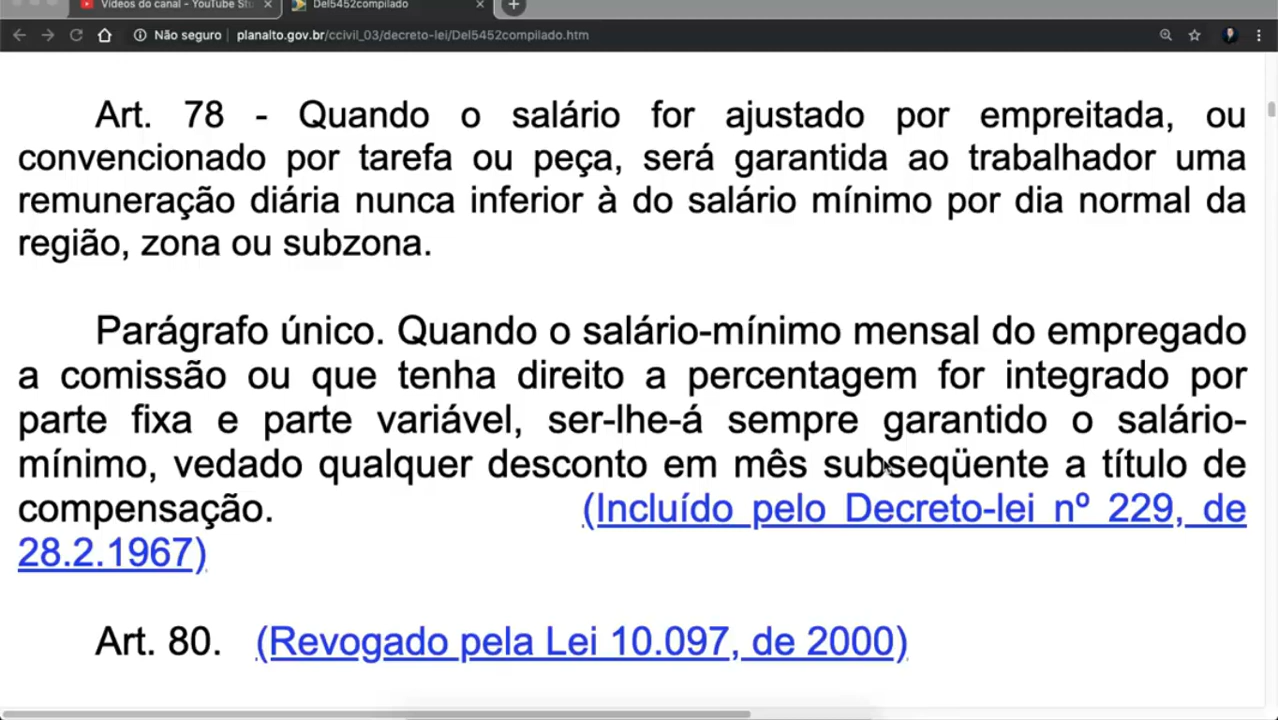 Vídeos do canal - YouTube Stu
Del5452compilado
Não seguro | planalto.gov.br/ccivil_03/decreto-lei/Del5452compilado.htm
Art. 78 - Quando o salário for ajustado por empreitada, ou
convencionado por tarefa ou peça, será garantida ao trabalhador uma
remuneração diária nunca inferior à do salário mínimo por dia normal da
região, zona ou subzona.
Parágrafo único. Quando o salário-mínimo mensal do empregado
a comissão ou que tenha direito a percentagem for integrado por
parte fixa e parte variável, ser-lhe-á sempre garantido o salário-
mínimo, vedado qualquer desconto em mês subseqüente a título de
compensação. (Incluído pelo Decreto-lei nº 229, de
28.2.1967)
Art. 80. (Revogado pela Lei 10.097, de 2000)